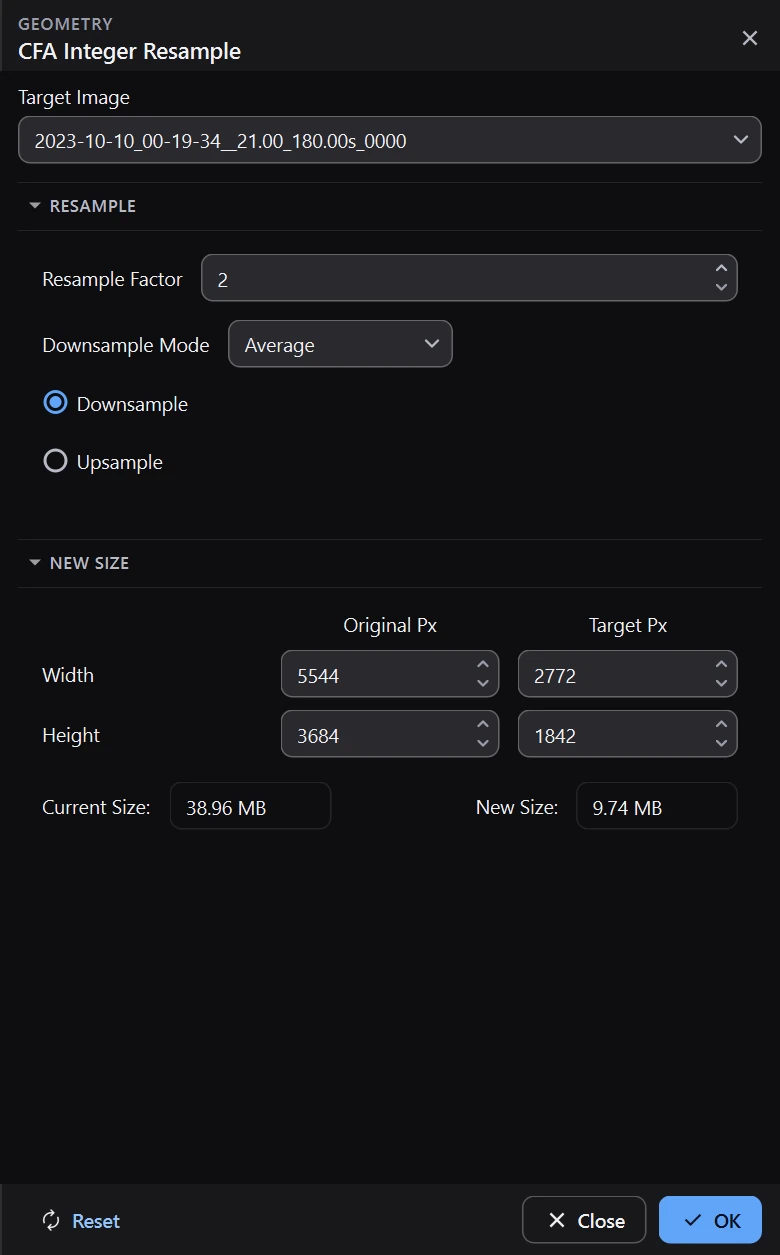 GEOMETRY
CFA Integer Resample
Target Image
2023-10-10_00-19-34__21.00_180.00s_0000
RESAMPLE
Resample Factor 2
Downsample Mode Average
Downsample
Upsample
NEW SIZE
Original Px Target Px
Width 5544 2772
Height 3684 1842
Current Size: 38.96 MB New Size: 9.74 MB
Reset Close OK